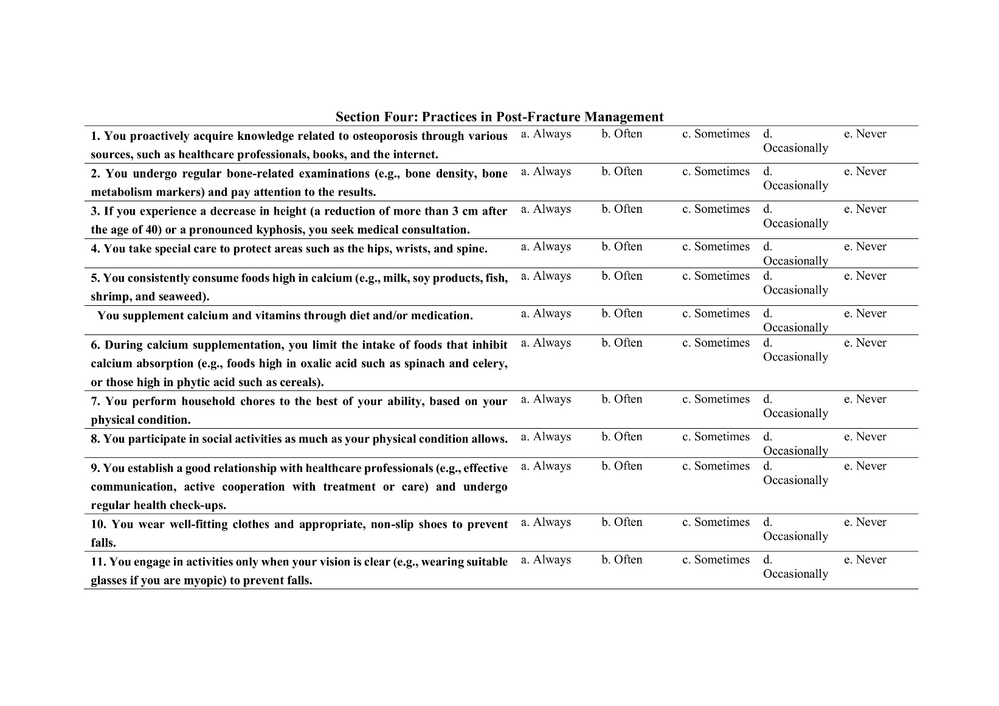 Section Four: Practices in Post-Fracture Management
1. You proactively acquire knowledge related to osteoporosis through various a. Always b. Often c. Sometimes d. e. Never
sources, such as healthcare professionals, books, and the internet. Occasionally
2. You undergo regular bone-related examinations (e.g., bone density, bone a. Always b. Often c. Sometimes d. e. Never
metabolism markers) and pay attention to the results. Occasionally
3. If you experience a decrease in height (a reduction of more than 3 cm after a. Always b. Often c. Sometimes d. e. Never
the age of 40) or a pronounced kyphosis, you seek medical consultation. Occasionally
4. You take special care to protect areas such as the hips, wrists, and spine. a. Always b. Often c. Sometimes d. e. Never
Occasionally
5. You consistently consume foods high in calcium (e.g., milk, soy products, fish, a. Always b. Often c. Sometimes d. e. Never
shrimp, and seaweed). Occasionally
You supplement calcium and vitamins through diet and/or medication. a. Always b. Often c. Sometimes d. e. Never
Occasionally
6. During calcium supplementation, you limit the intake of foods that inhibit a. Always b. Often c. Sometimes d. e. Never
calcium absorption (e.g., foods high in oxalic acid such as spinach and celery, Occasionally
or those high in phytic acid such as cereals).
7. You perform household chores to the best of your ability, based on your a. Always b. Often c. Sometimes d. e. Never
physical condition. Occasionally
8. You participate in social activities as much as your physical condition allows. a. Always b. Often c. Sometimes d. e. Never
Occasionally
9. You establish a good relationship with healthcare professionals (e.g., effective a. Always b. Often c. Sometimes d. e. Never
communication, active cooperation with treatment or care) and undergo Occasionally
regular health check-ups.
10. You wear well-fitting clothes and appropriate, non-slip shoes to prevent a. Always b. Often c. Sometimes d. e. Never
falls. Occasionally
11. You engage in activities only when your vision is clear (e.g., wearing suitable a. Always b. Often c. Sometimes d. e. Never
glasses if you are myopic) to prevent falls. Occasionally